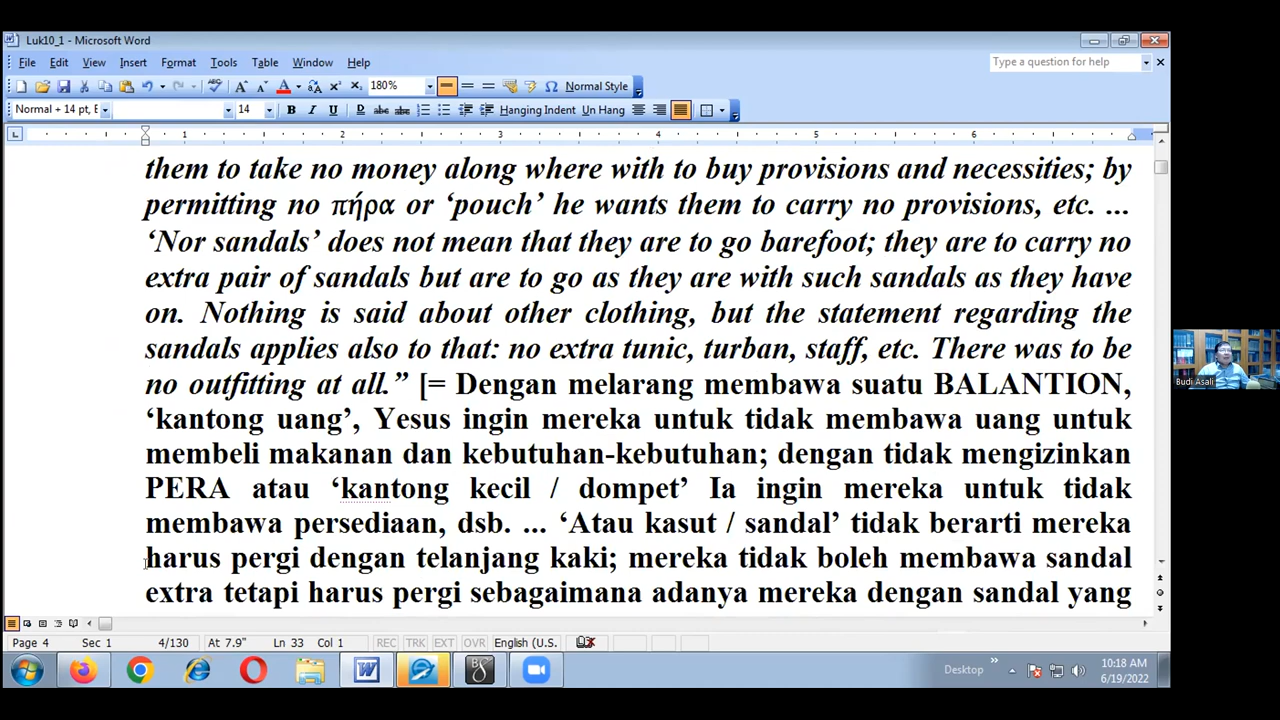 Luk10_1 - Microsoft Word
File Edit View Insert Format Tools Table Window Help
Type a question for help
180%
Normal Style
Normal + 14 pt, E
14
B I U
Hanging Indent Un Hang
1 2 3 4 5 6
them to take no money along where with to buy provisions and necessities; by
permitting no πήρα or ‘pouch’ he wants them to carry no provisions, etc. ...
‘Nor sandals’ does not mean that they are to go barefoot; they are to carry no
extra pair of sandals but are to go as they are with such sandals as they have
on. Nothing is said about other clothing, but the statement regarding the
sandals applies also to that: no extra tunic, turban, staff, etc. There was to be
no outfitting at all.” [= Dengan melarang membawa suatu BALANTION,
‘kantong uang’, Yesus ingin mereka untuk tidak membawa uang untuk
membeli makanan dan kebutuhan-kebutuhan; dengan tidak mengizinkan
PERA atau ‘kantong kecil / dompet’ Ia ingin mereka untuk tidak
membawa persediaan, dsb. ... ‘Atau kasut / sandal’ tidak berarti mereka
harus pergi dengan telanjang kaki; mereka tidak boleh membawa sandal
extra tetapi harus pergi sebagaimana adanya mereka dengan sandal yang
Budi Asali
Page 4 Sec 1 4/130 At 7.9" Ln 33 Col 1 REC TRK EXT OVR English (U.S.
Desktop
10:18 AM
6/19/2022